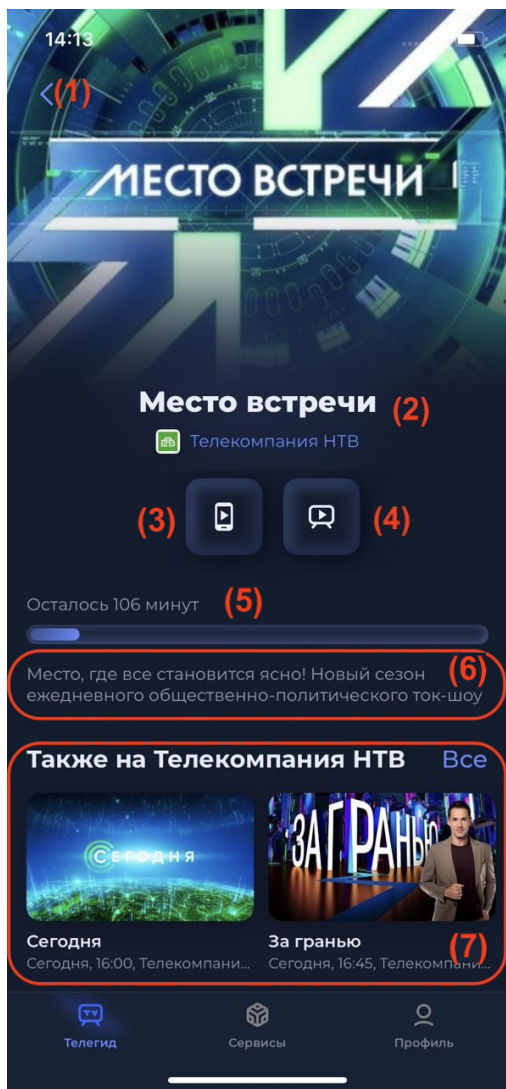 14:13
(1)
МЕСТО ВСТРЕЧИ
Место встречи (2)
Телекомпания НТВ
(3) (4)
Осталось 106 минут (5)
Место, где все становится ясно! Новый сезон (6)
ежедневного общественно-политического ток-шоу
Также на Телекомпания НТВ Все
СЕГОДНЯ
ЗА ГРАНЬЮ
Сегодня За гранью (7)
Сегодня, 16:00, Телекомпани... Сегодня, 16:45, Телекомпани...
TV
Телегид Сервисы Профиль